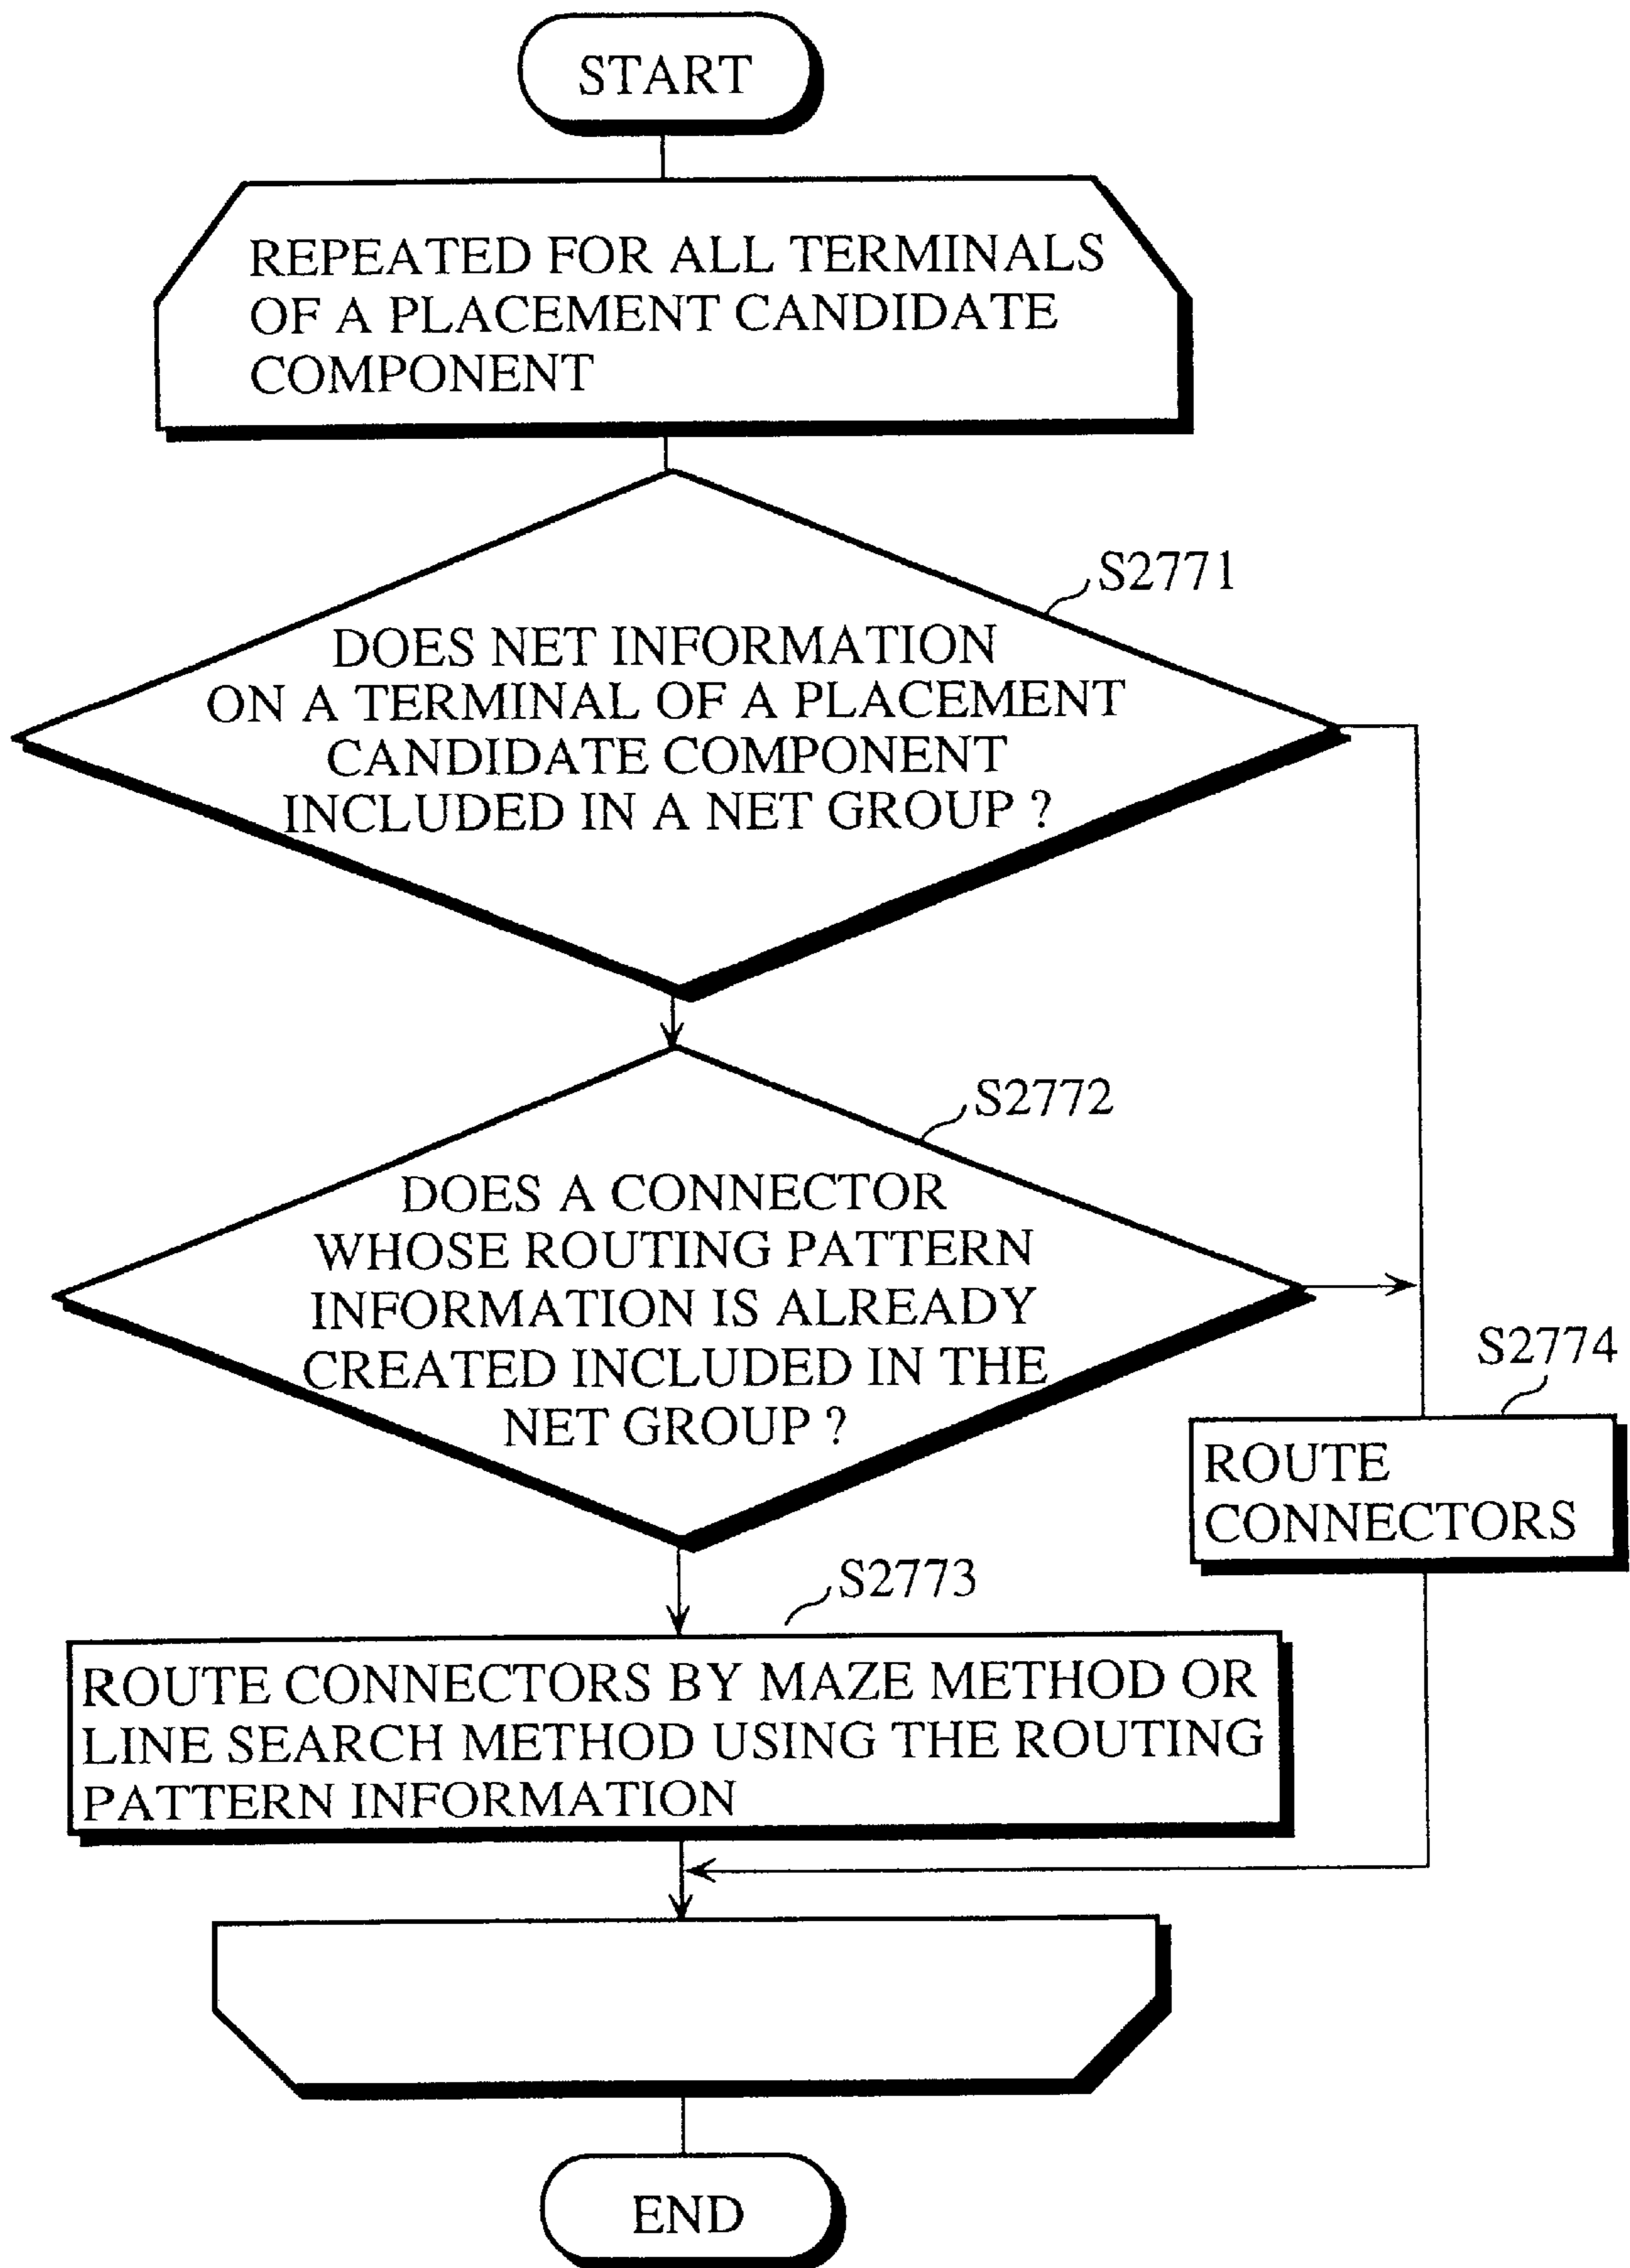 START
REPEATED FOR ALL TERMINALS
OF A PLACEMENT CANDIDATE
COMPONENT
S2771
DOES NET INFORMATION
ON A TERMINAL OF A PLACEMENT
CANDIDATE COMPONENT
INCLUDED IN A NET GROUP ?
S2772
DOES A CONNECTOR
WHOSE ROUTING PATTERN
INFORMATION IS ALREADY
CREATED INCLUDED IN THE
NET GROUP ?
S2774
ROUTE
CONNECTORS
S2773
ROUTE CONNECTORS BY MAZE METHOD OR
LINE SEARCH METHOD USING THE ROUTING
PATTERN INFORMATION
END